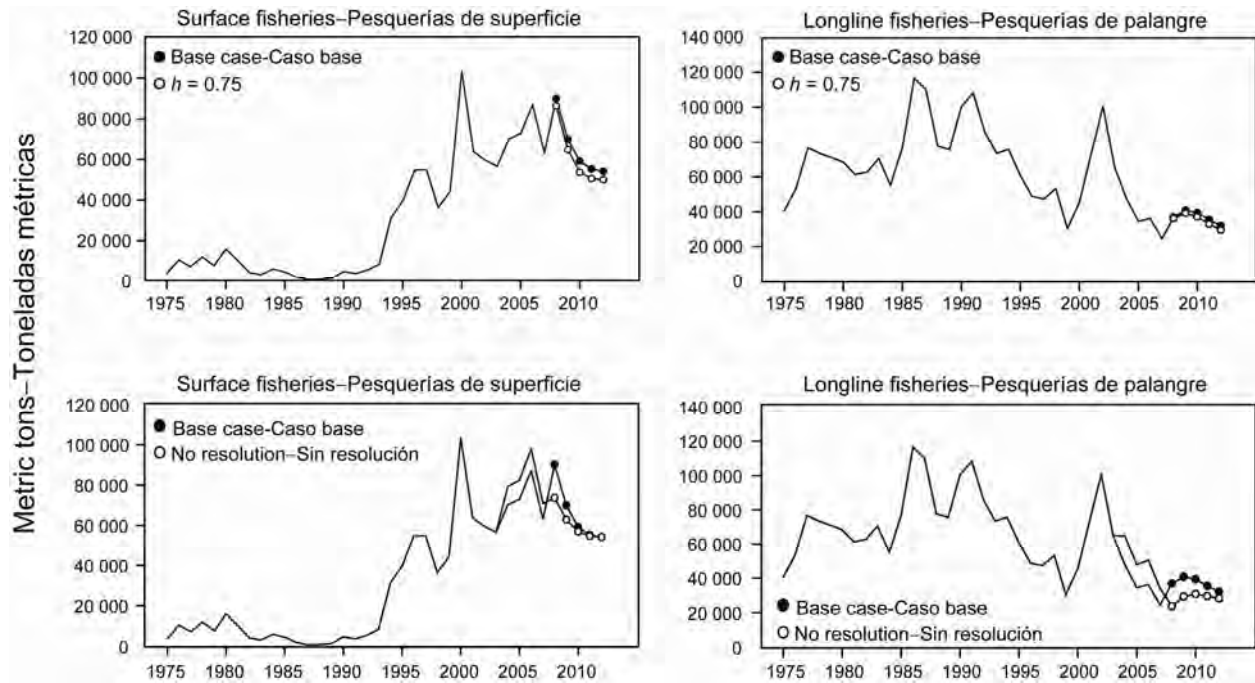 Metric tons–Toneladas métricas
Surface fisheries–Pesquerías de superficie
120 000
100 000
80 000
60 000
40 000
20 000
0
Base case-Caso base
h = 0.75
1975 1980 1985 1990 1995 2000 2005 2010
Longline fisheries–Pesquerías de palangre
140 000
120 000
100 000
80 000
60 000
40 000
20 000
0
Base case-Caso base
h = 0.75
1975 1980 1985 1990 1995 2000 2005 2010
Surface fisheries–Pesquerías de superficie
120 000
100 000
80 000
60 000
40 000
20 000
0
Base case-Caso base
No resolution–Sin resolución
1975 1980 1985 1990 1995 2000 2005 2010
Longline fisheries–Pesquerías de palangre
140 000
120 000
100 000
80 000
60 000
40 000
20 000
0
Base case-Caso base
No resolution–Sin resolución
1975 1980 1985 1990 1995 2000 2005 2010